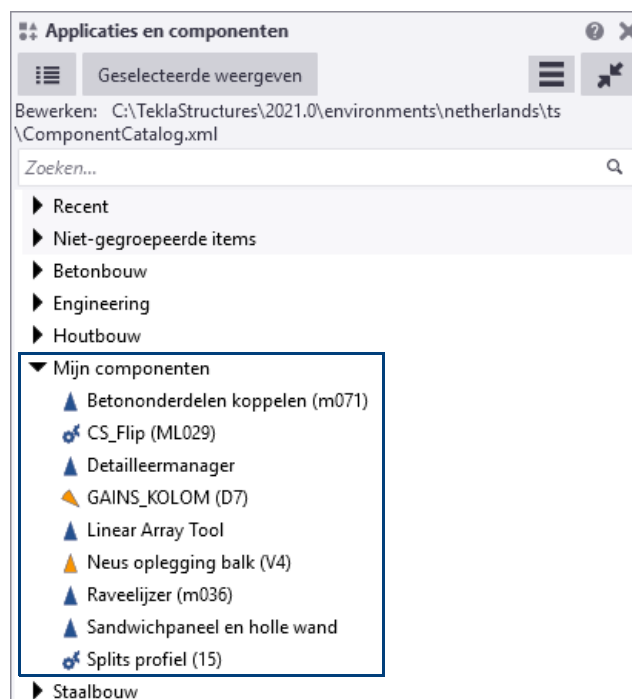 Applicaties en componenten
Geselecteerde weergeven
Bewerken: C:\TeklaStructures\2021.0\environments\netherlands\ts
\ComponentCatalog.xml
Zoeken...
Recent
Niet-gegroepeerde items
Betonbouw
Engineering
Houtbouw
Mijn componenten
Betononderdelen koppelen (m071)
CS_Flip (ML029)
Detailleermanager
GAINS_KOLOM (D7)
Linear Array Tool
Neus oplegging balk (V4)
Raveelijzer (m036)
Sandwichpaneel en holle wand
Splits profiel (15)
Staalbouw